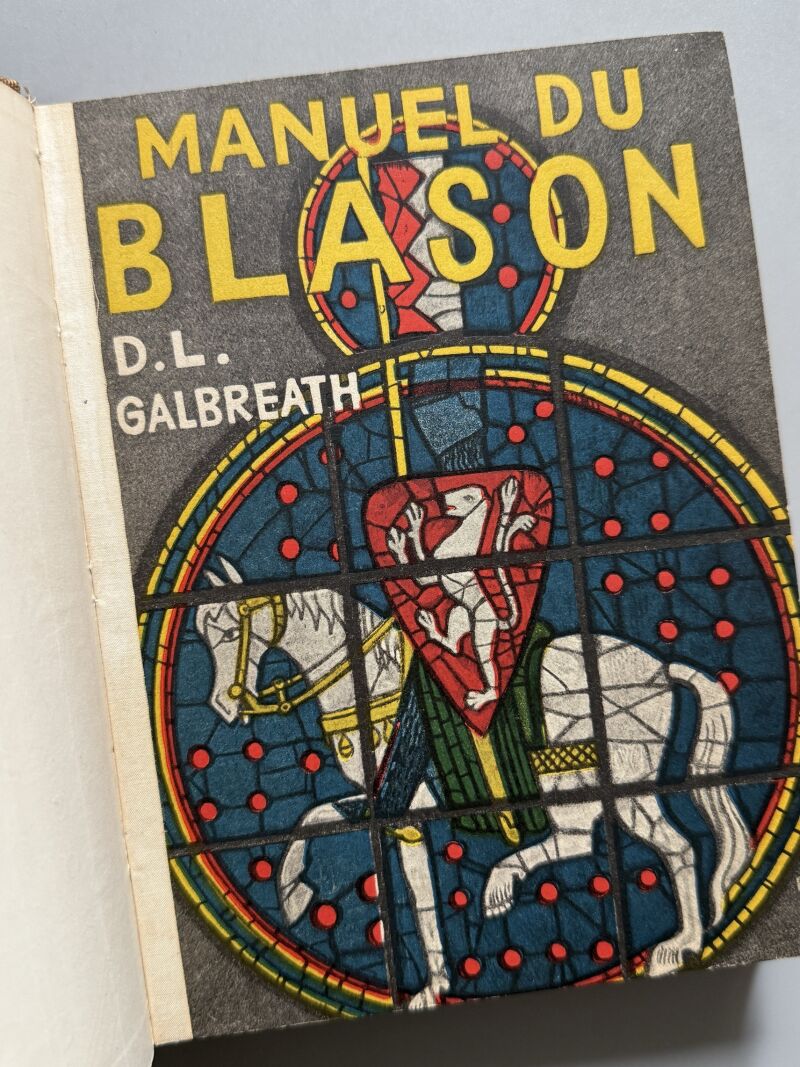 MANUEL DU
BLASON
D.L.
GALBREATH